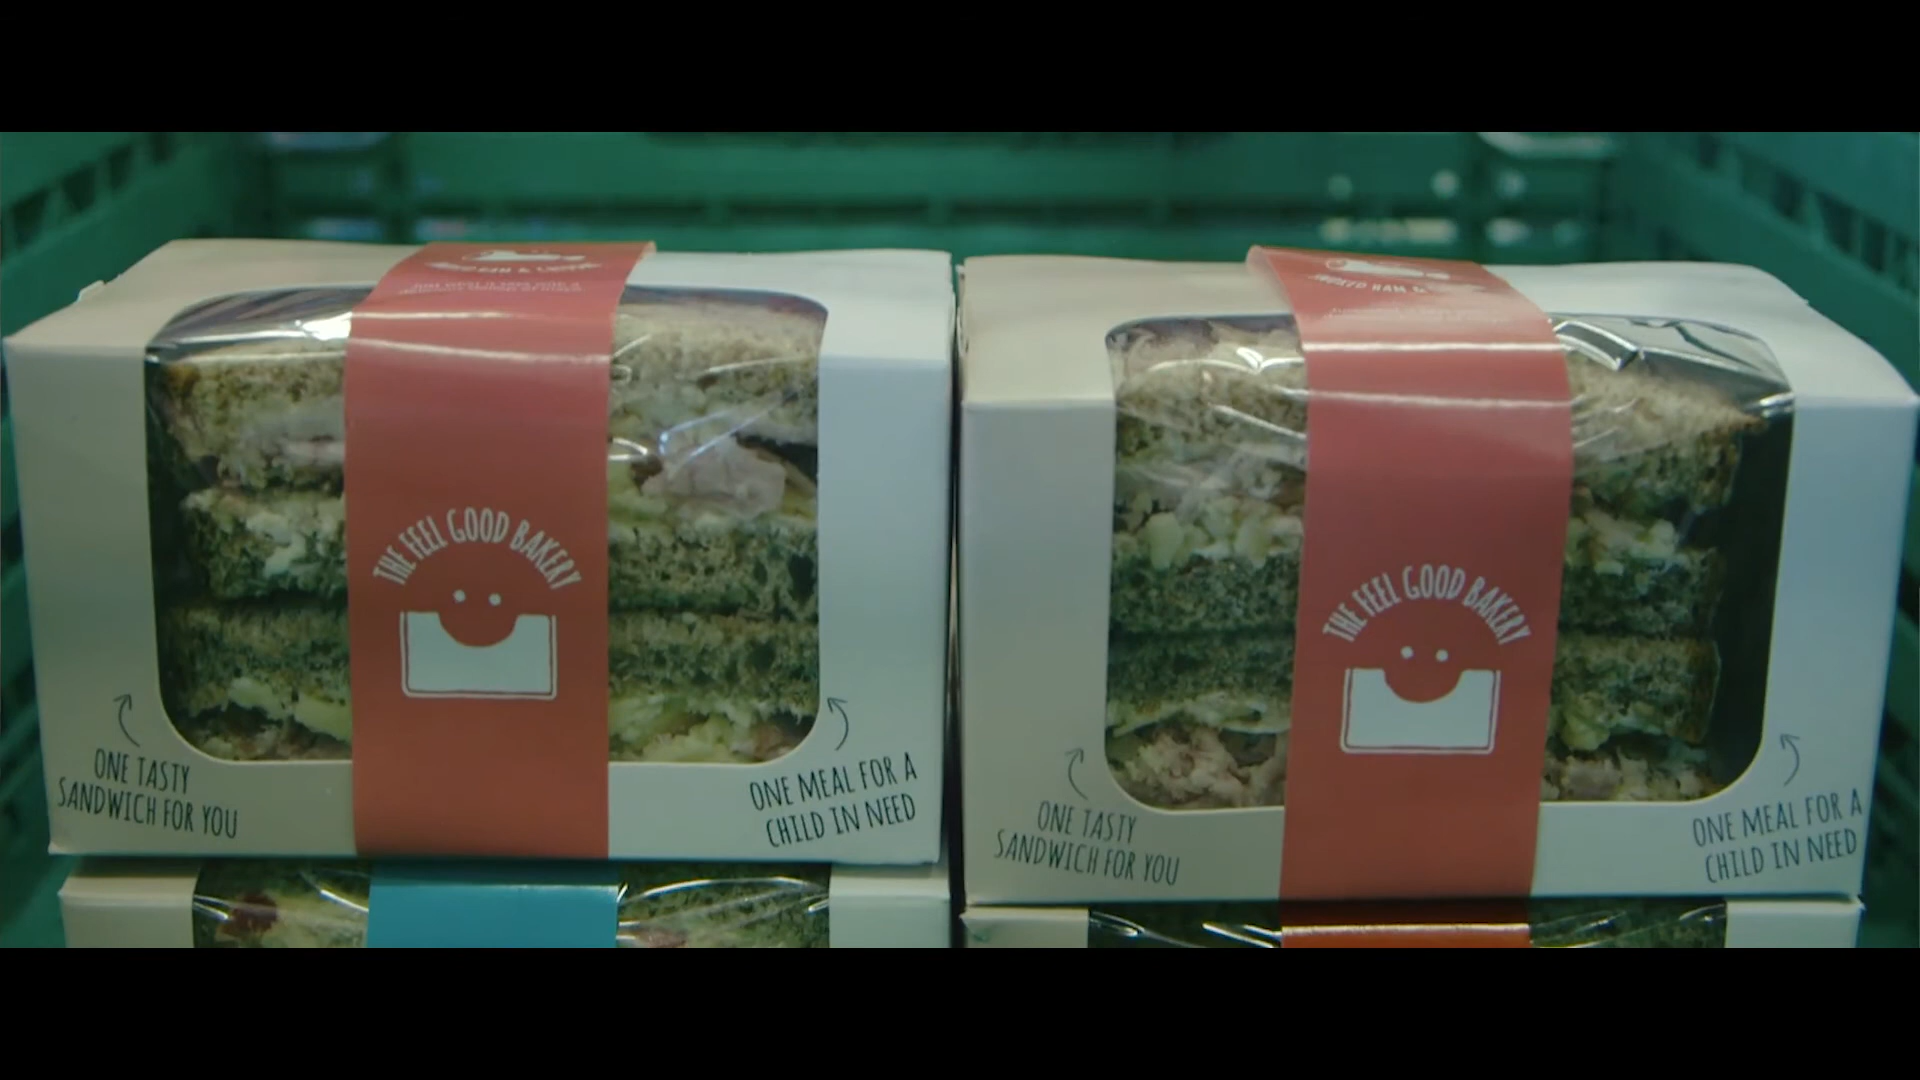 THE FEEL GOOD BAKERY
ONE TASTY
SANDWICH FOR YOU
ONE MEAL FOR A
CHILD IN NEED
HAM &
THE FEEL GOOD BAKERY
ONE TASTY
SANDWICH FOR YOU
ONE MEAL FOR A
CHILD IN NEED